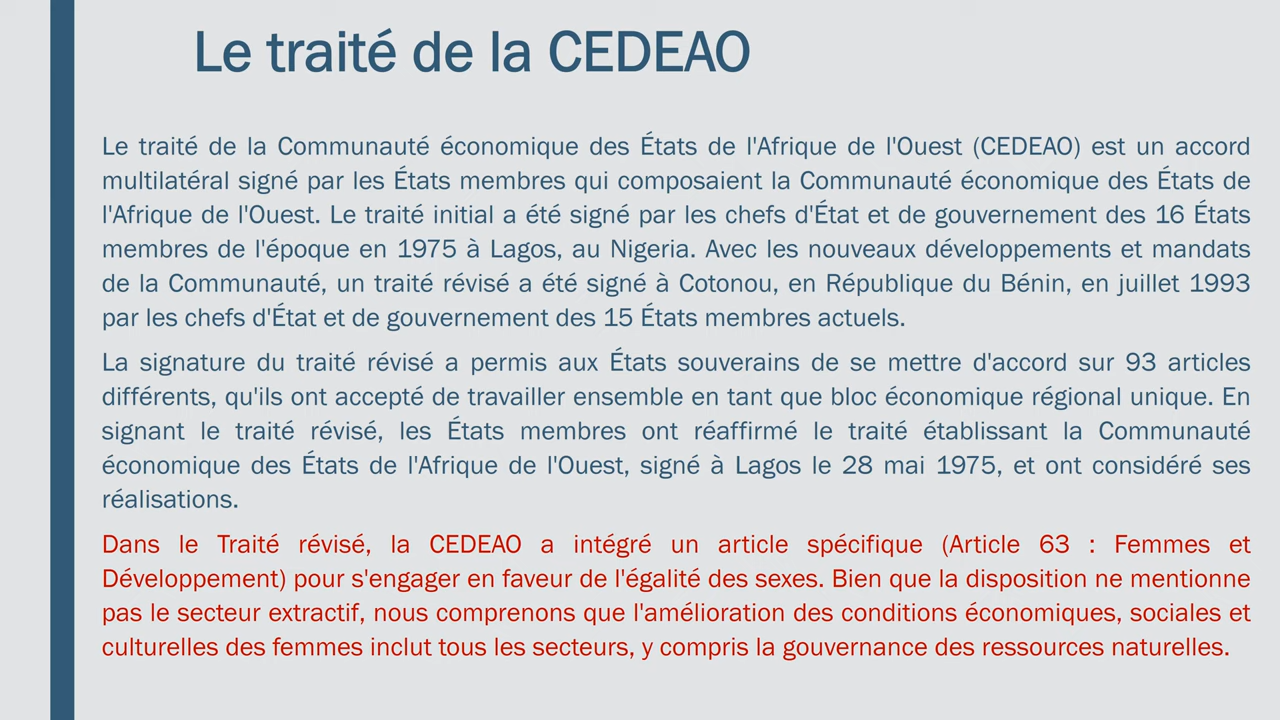 Le traité de la CEDEAO
Le traité de la Communauté économique des États de l'Afrique de l'Ouest (CEDEAO) est un accord
multilatéral signé par les États membres qui composaient la Communauté économique des États de
l'Afrique de l'Ouest. Le traité initial a été signé par les chefs d'État et de gouvernement des 16 États
membres de l'époque en 1975 à Lagos, au Nigeria. Avec les nouveaux développements et mandats
de la Communauté, un traité révisé a été signé à Cotonou, en République du Bénin, en juillet 1993
par les chefs d'État et de gouvernement des 15 États membres actuels.
La signature du traité révisé a permis aux États souverains de se mettre d'accord sur 93 articles
différents, qu'ils ont accepté de travailler ensemble en tant que bloc économique régional unique. En
signant le traité révisé, les États membres ont réaffirmé le traité établissant la Communauté
économique des États de l'Afrique de l'Ouest, signé à Lagos le 28 mai 1975, et ont considéré ses
réalisations.
Dans le Traité révisé, la CEDEAO a intégré un article spécifique (Article 63 : Femmes et
Développement) pour s'engager en faveur de l'égalité des sexes. Bien que la disposition ne mentionne
pas le secteur extractif, nous comprenons que l'amélioration des conditions économiques, sociales et
culturelles des femmes inclut tous les secteurs, y compris la gouvernance des ressources naturelles.